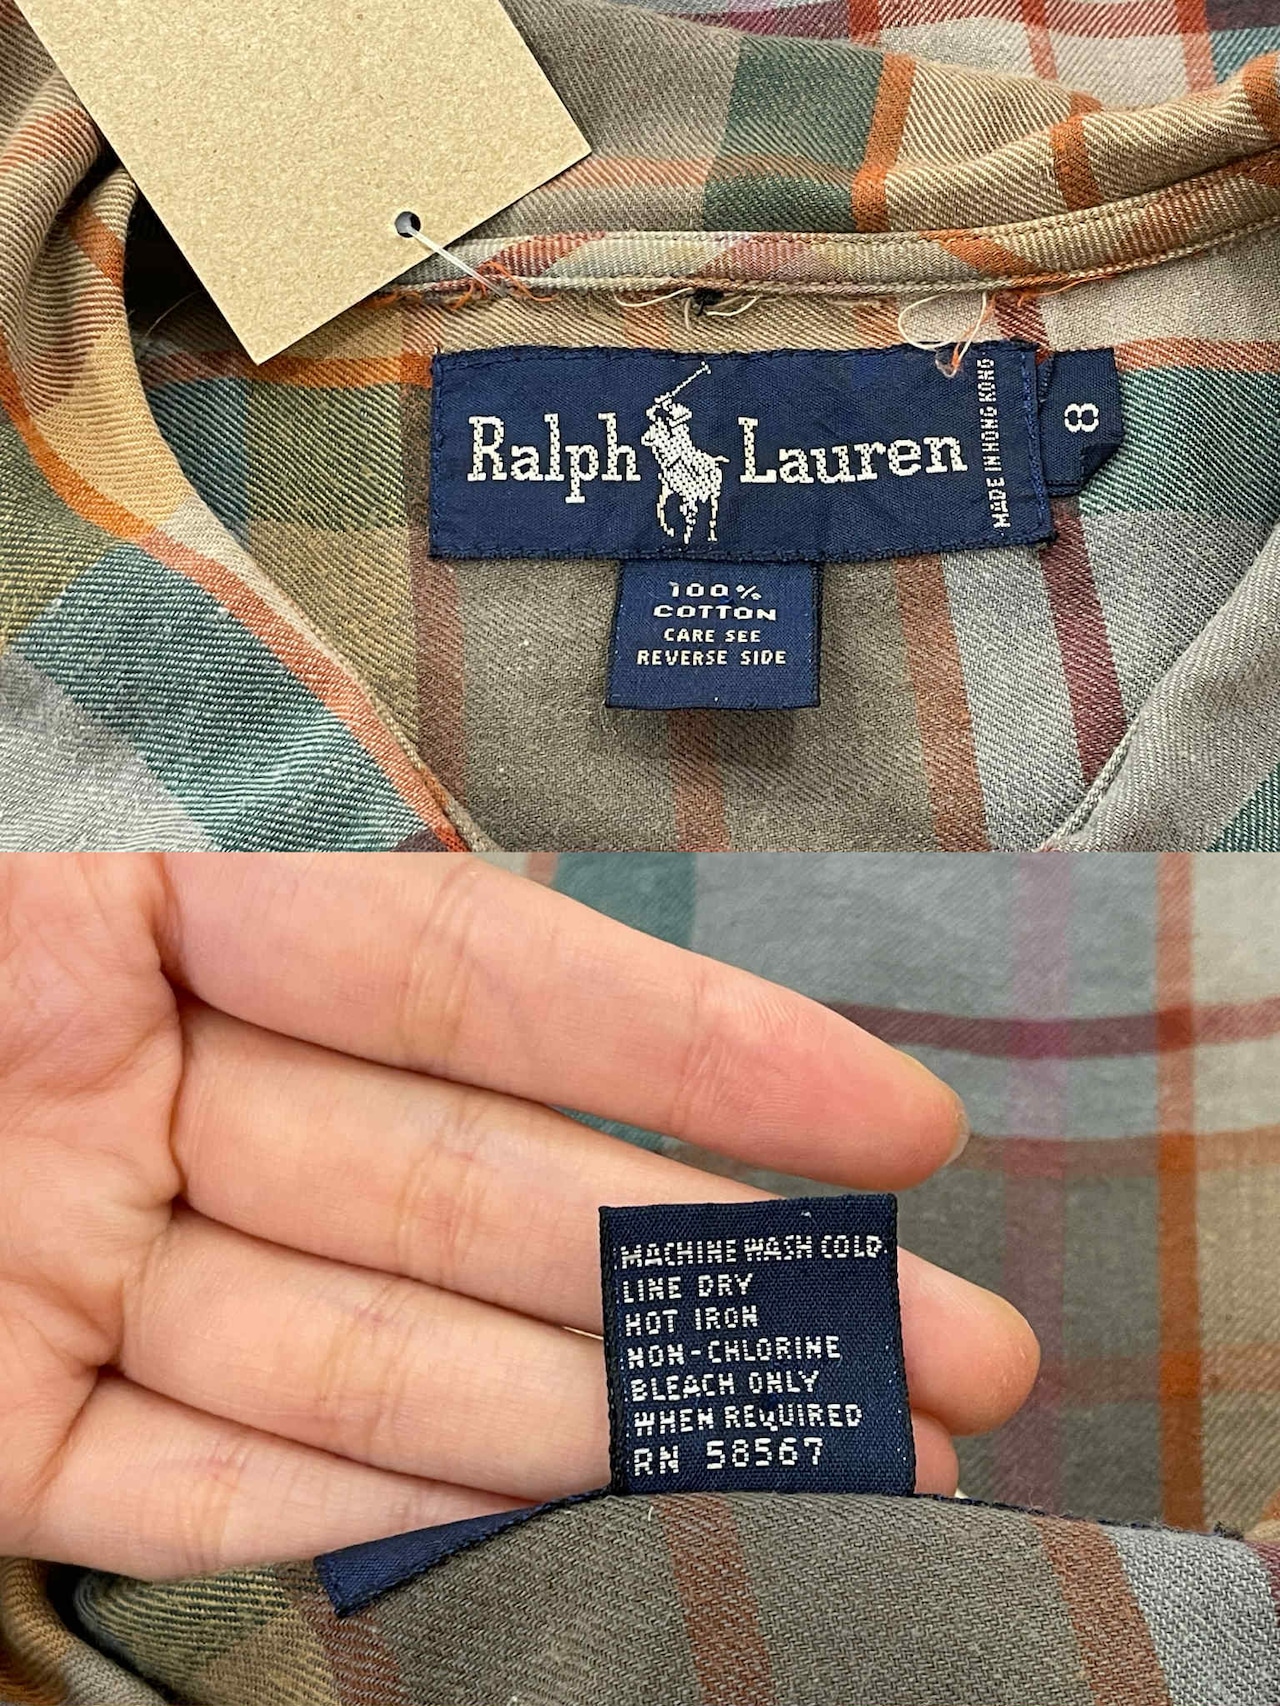 Ralph Lauren
MADE IN HONG KONG
8
100%
COTTON
CARE SEE
REVERSE SIDE
MACHINE WASH COLD
LINE DRY
HOT IRON
NON-CHLORINE
BLEACH ONLY
WHEN REQUIRED
RN 58567